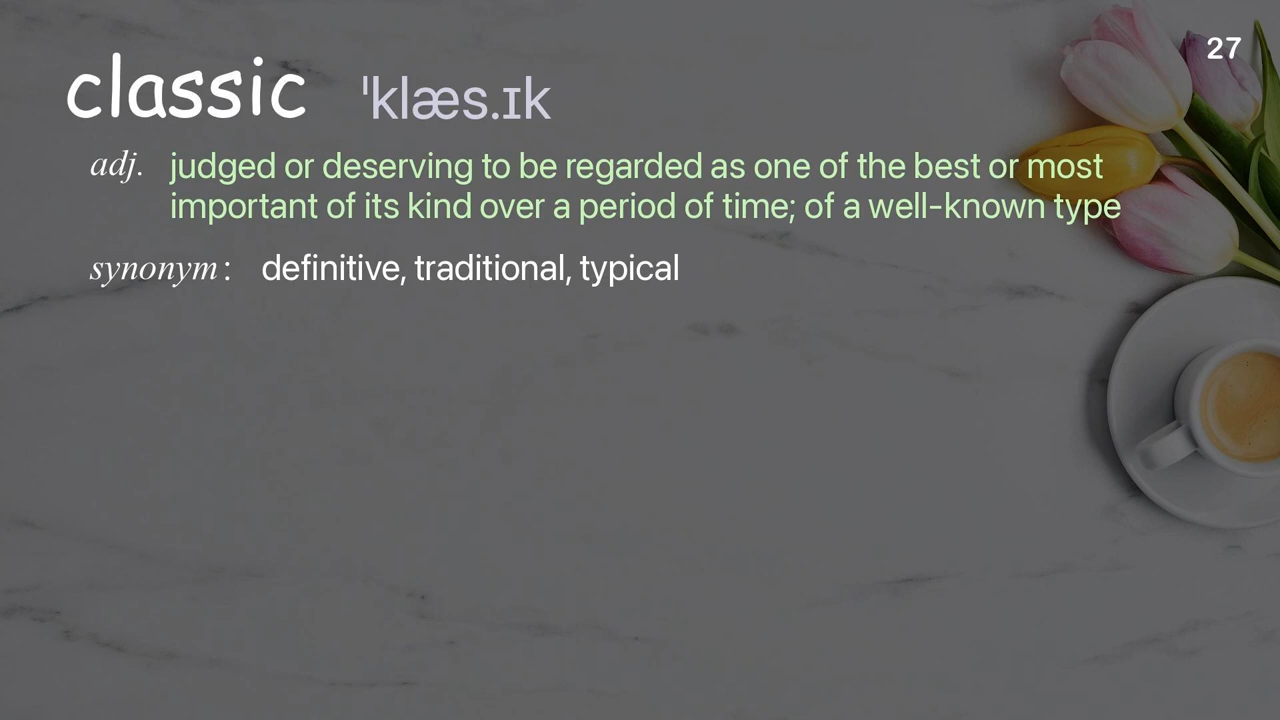 27
classic ˈklæs.ɪk
adj. judged or deserving to be regarded as one of the best or most
important of its kind over a period of time; of a well-known type
synonym: definitive, traditional, typical